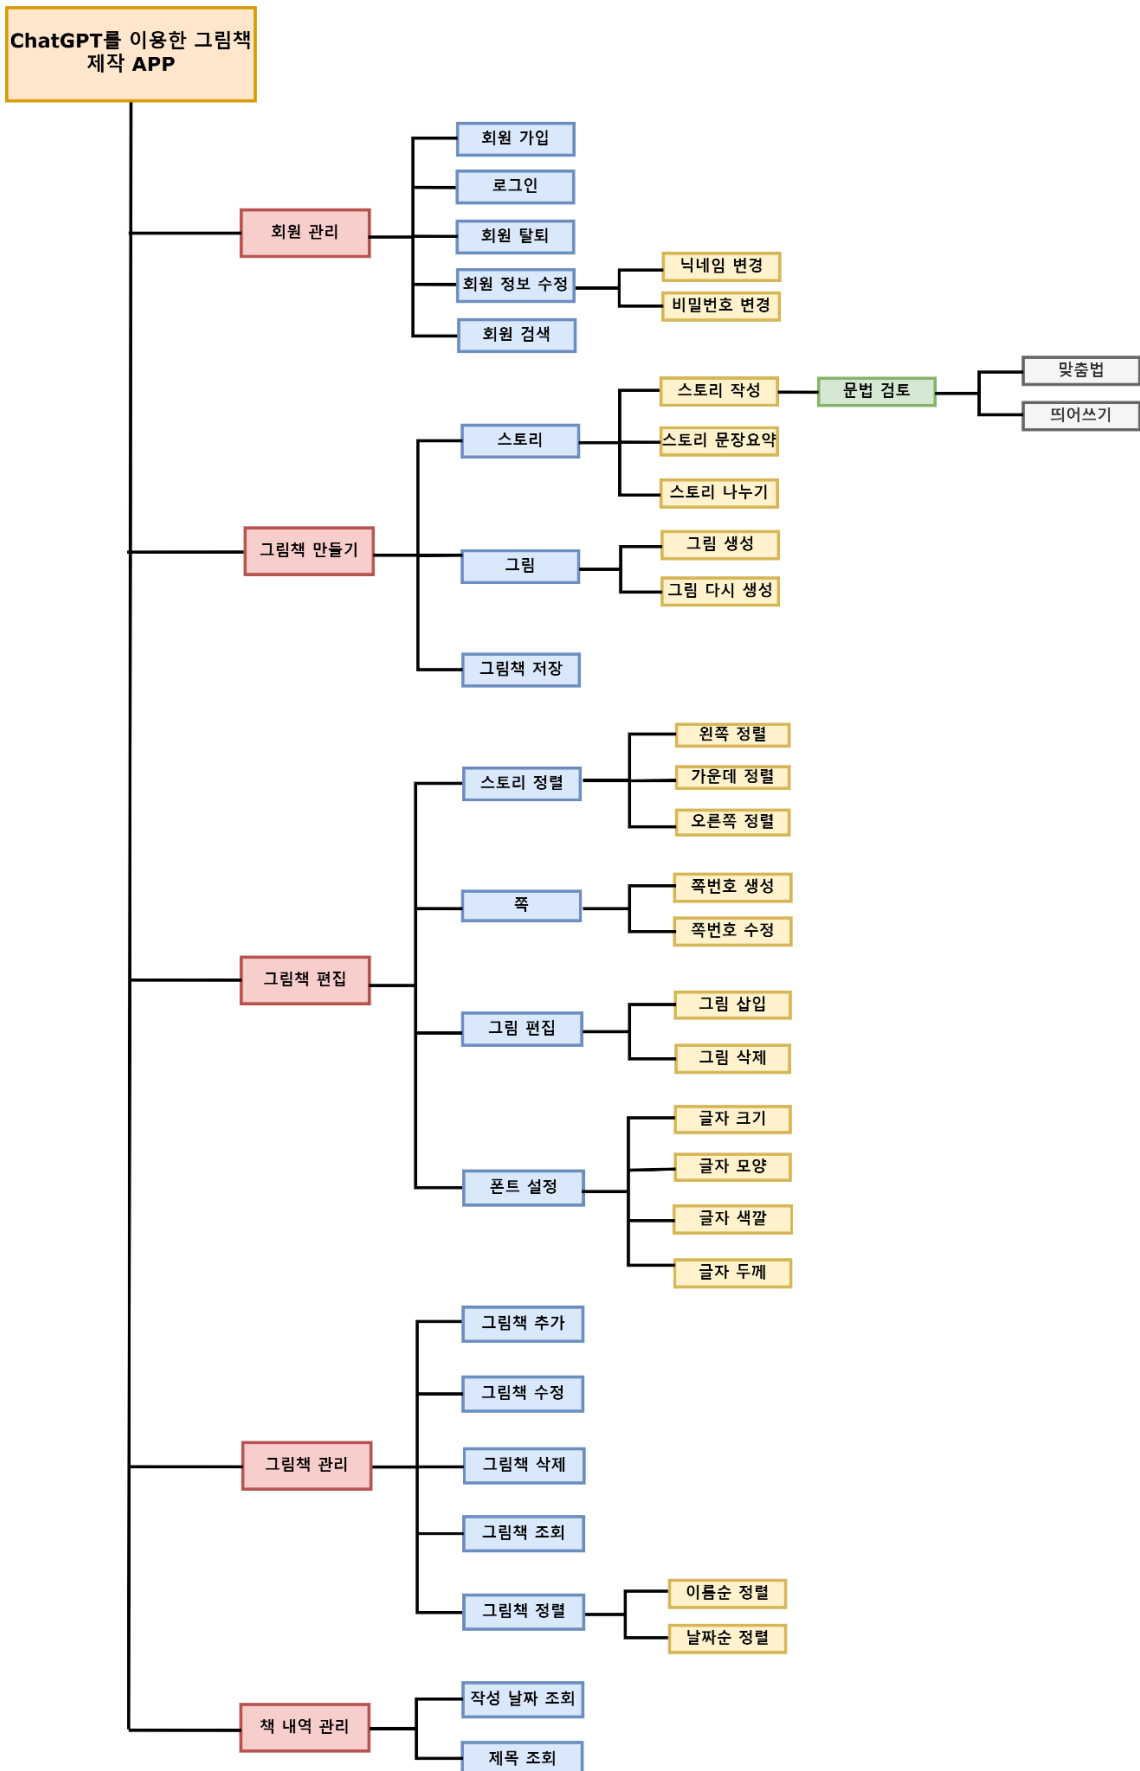 ChatGPT를 이용한 그림책
제작 APP
회원 관리
회원 가입
로그인
회원 탈퇴
회원 정보 수정
닉네임 변경
비밀번호 변경
회원 검색
그림책 만들기
스토리
스토리 작성
문법 검토
맞춤법
띄어쓰기
스토리 문장요약
스토리 나누기
그림
그림 생성
그림 다시 생성
그림책 저장
그림책 편집
스토리 정렬
왼쪽 정렬
가운데 정렬
오른쪽 정렬
쪽
쪽번호 생성
쪽번호 수정
그림 편집
그림 삽입
그림 삭제
폰트 설정
글자 크기
글자 모양
글자 색깔
글자 두께
그림책 관리
그림책 추가
그림책 수정
그림책 삭제
그림책 조회
그림책 정렬
이름순 정렬
날짜순 정렬
책 내역 관리
작성 날짜 조회
제목 조회